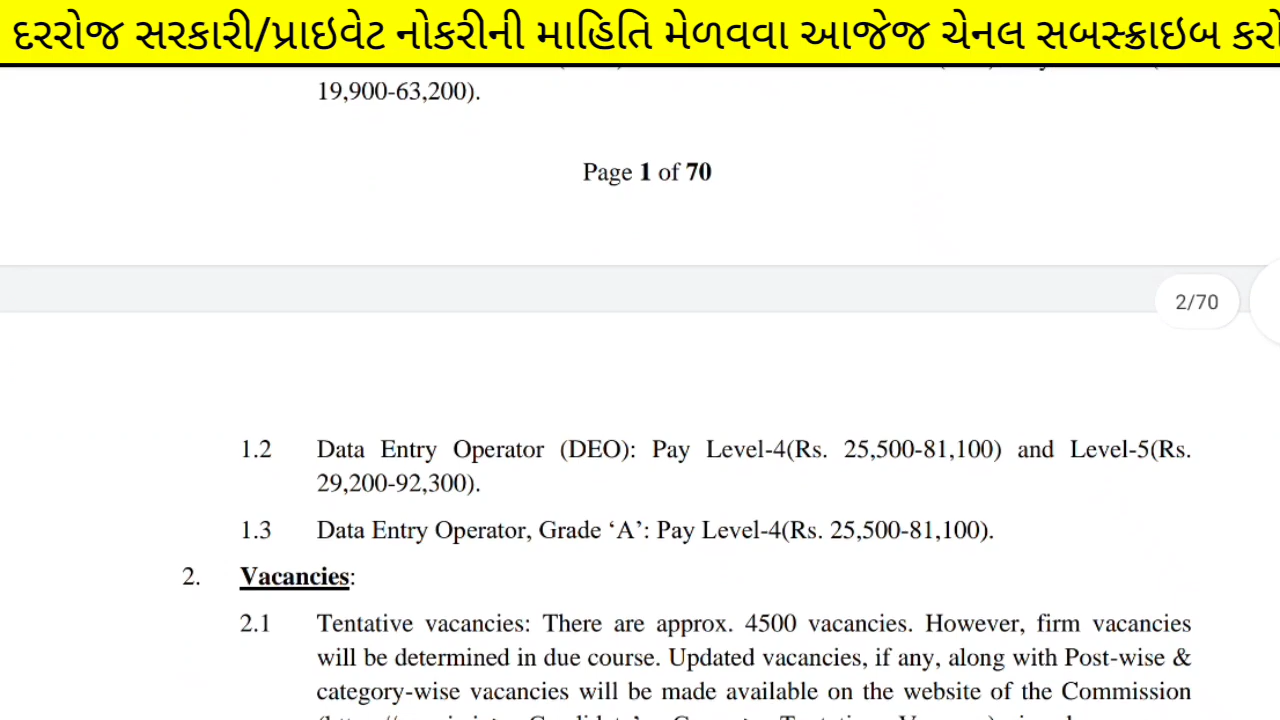 દરરોજ સરકારી/પ્રાઇવેટ નોકરીની માહિતિ મેળવવા આજેજ ચેનલ સબસ્ક્રાઇબ કરો
19,900-63,200).
Page 1 of 70
2/70
1.2 Data Entry Operator (DEO): Pay Level-4(Rs. 25,500-81,100) and Level-5(Rs.
29,200-92,300).
1.3 Data Entry Operator, Grade ‘A’: Pay Level-4(Rs. 25,500-81,100).
2. Vacancies:
2.1 Tentative vacancies: There are approx. 4500 vacancies. However, firm vacancies
will be determined in due course. Updated vacancies, if any, along with Post-wise &
category-wise vacancies will be made available on the website of the Commission